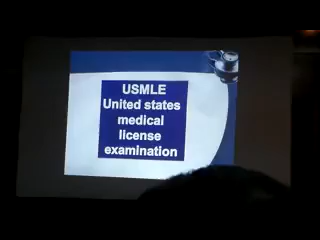 USMLE
United states
medical
license
examination